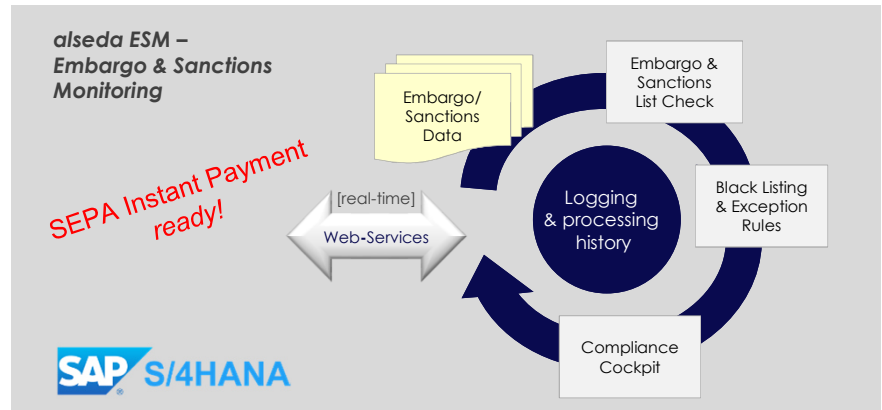 alseda ESM –
Embargo & Sanctions
Monitoring
SEPA Instant Payment
ready!
Embargo/
Sanctions
Data
Embargo &
Sanctions
List Check
[real-time]
Web-Services
Logging
& processing
history
Black Listing
& Exception
Rules
Compliance
Cockpit
SAP® S/4HANA